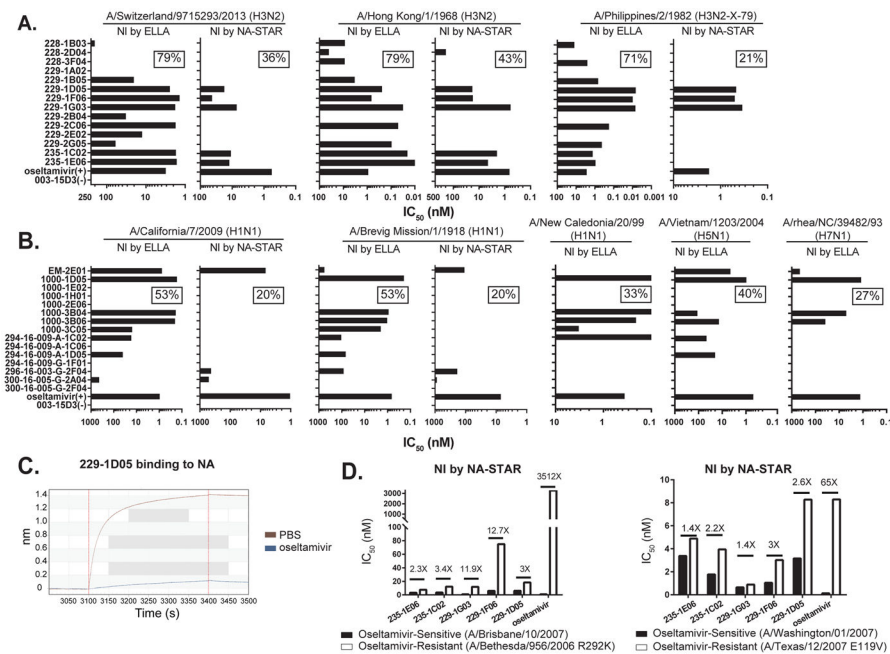 A.
A/Switzerland/9715293/2013 (H3N2)
NI by ELLA
NI by NA-STAR
A/Hong Kong/1/1968 (H3N2)
NI by ELLA
NI by NA-STAR
A/Philippines/2/1982 (H3N2-X-79)
NI by ELLA
NI by NA-STAR
228-1B03
228-2D04
228-3F04
229-1A02
229-1B05
229-1D05
229-1F06
229-1G03
229-2B04
229-2C06
229-2E02
229-2G05
235-1C02
235-1E06
oseltamivir(+)
003-15D3(-)
79%
36%
79%
43%
71%
21%
250 100 10 1 0.1
100 10 1 0.1
100 10 1 0.1 0.01
500 100 10 1 0.1
100 10 1 0.1 0.01 0.001
100 10 1 0.1
IC50 (nM)
B.
A/California/7/2009 (H1N1)
NI by ELLA
NI by NA-STAR
A/Brevig Mission/1/1918 (H1N1)
NI by ELLA
NI by NA-STAR
A/New Caledonia/20/99
(H1N1)
NI by ELLA
A/Vietnam/1203/2004
(H5N1)
NI by ELLA
A/rhea/NC/39482/93
(H7N1)
NI by ELLA
EM-2E01
1000-1D05
1000-1E02
1000-1H01
1000-2E06
1000-3B04
1000-3B06
1000-3C05
294-16-009-A-1C02
294-16-009-A-1C06
294-16-009-A-1D05
294-16-009-G-1F01
296-16-003-G-2F04
300-16-005-G-2A04
300-16-005-G-2F04
oseltamivir(+)
003-15D3(-)
53%
20%
53%
20%
33%
40%
27%
1000 100 10 1 0.1
1000 100 10 1
1000 100 10 1 0.1
1000 100 10 1
100 10 1 0.1
1000 100 10 1 0.1
1000 100 10 1 0.1
IC50 (nM)
C.
229-1D05 binding to NA
nm
1.4
1.2
1.0
0.8
0.6
0.4
0.2
0
3050 3100 3200 3300 3400 3500
Time (s)
PBS
oseltamivir
D.
NI by NA-STAR
IC50 (nM)
3000
2000
1000
100
80
60
40
20
0
2.3X
3.4X
11.9X
12.7X
3X
3512X
235-1E06
235-1C02
229-1G03
229-1F06
229-1D05
oseltamivir
Oseltamivir-Sensitive (A/Brisbane/10/2007)
Oseltamivir-Resistant (A/Bethesda/956/2006 R292K)
NI by NA-STAR
IC50 (nM)
10
8
6
4
2
0
1.4X
2.2X
1.4X
3X
2.6X
65X
235-1E06
235-1C02
229-1G03
229-1F06
229-1D05
oseltamivir
Oseltamivir-Sensitive (A/Washington/01/2007)
Oseltamivir-Resistant (A/Texas/12/2007 E119V)